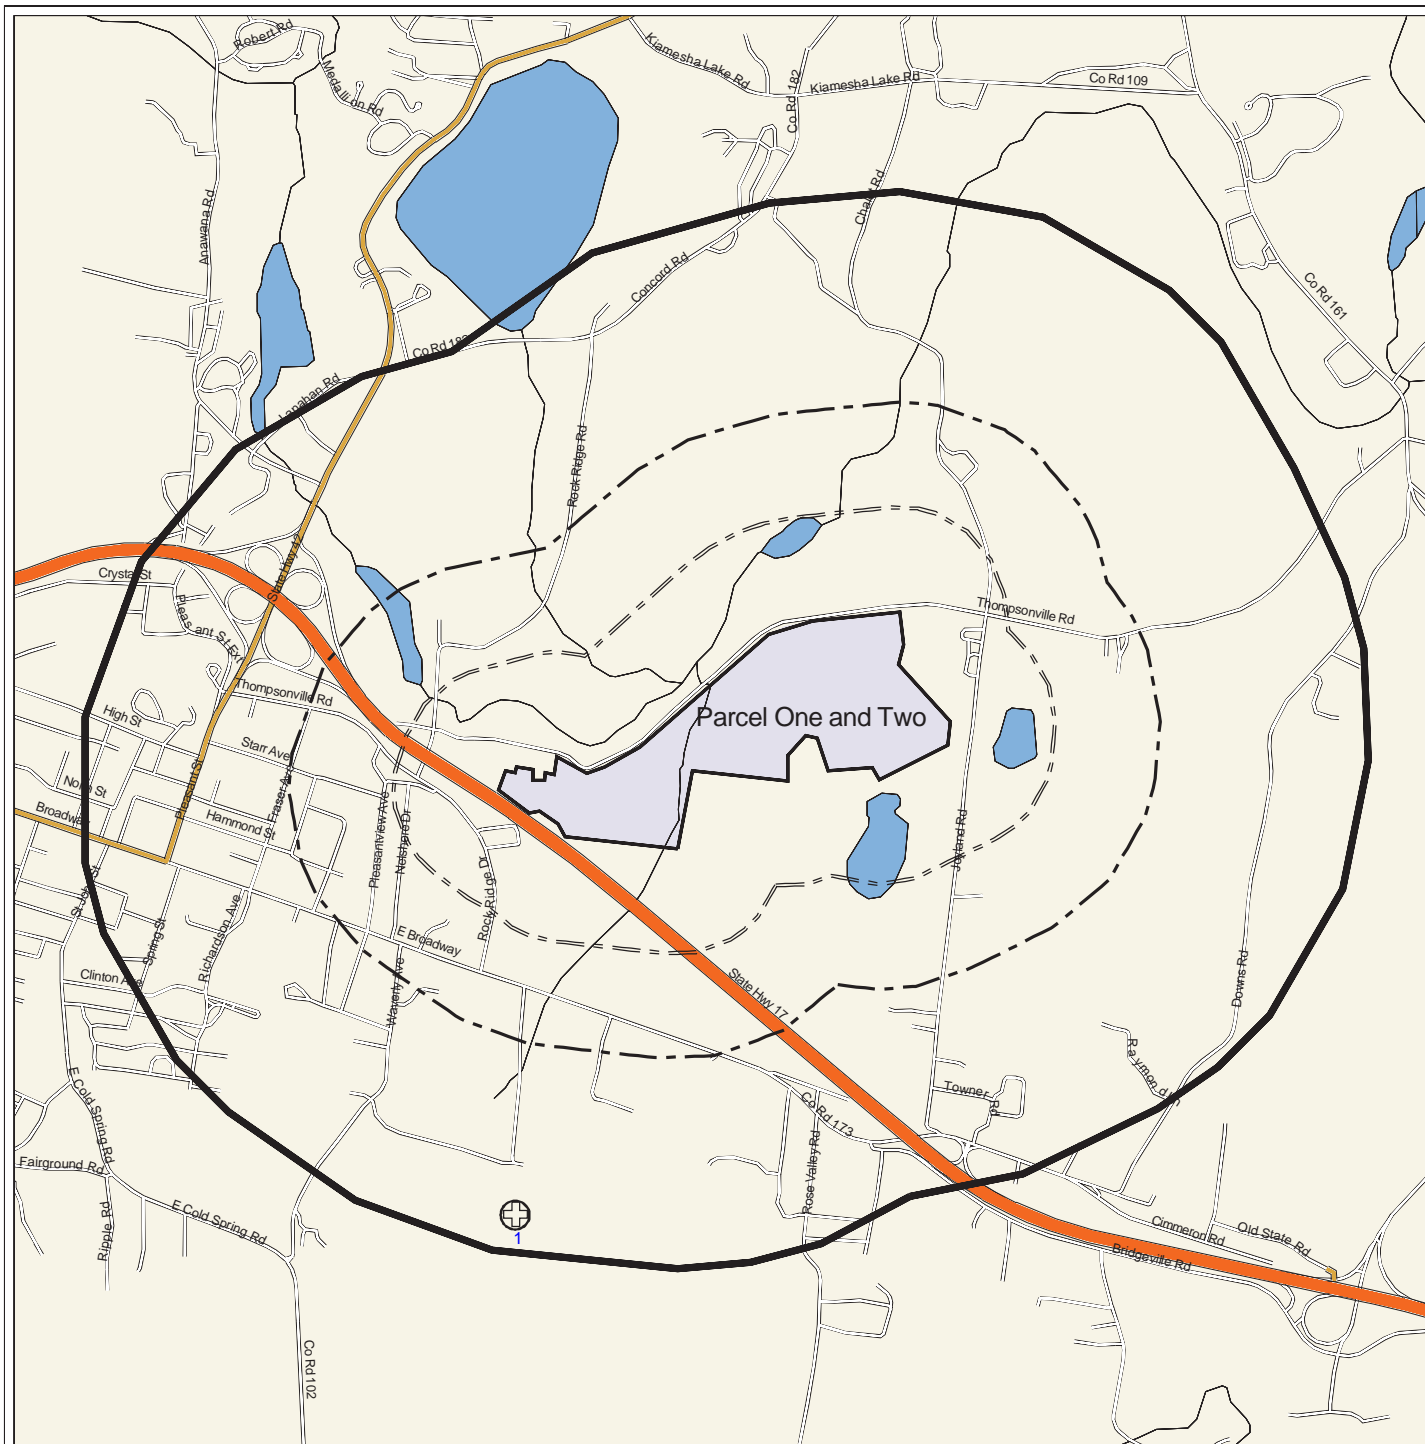 Robert Rd
Medallion Rd
Kiamesha Lake Rd
Co Rd 182
Kiamesha Lake Rd
Co Rd 109
Anawana Rd
Chalet Rd
Concord Rd
Co Rd 161
Co Rd 182
Lanahan Rd
Rock Ridge Rd
State Hwy 42
Crystal St
Pleasant St Ext
Thompsonville Rd
Thompsonville Rd
High St
Starr Ave
Parcel One and Two
North St
Pleasant St
Fraser Ave
Broadway
Hammond St
Pleasantview Ave
Nelshore Dr
Rock Ridge Dr
Joyland Rd
St John St
Spring St
Richardson Ave
E Broadway
Clinton Ave
Waverly Ave
State Hwy 17
Downs Rd
Raymond Ln
E Cold Spring Rd
Towner Rd
Co Rd 173
Fairground Rd
Rose Valley Rd
Ripple Rd
E Cold Spring Rd
1
Cimmeron Rd
Old State Rd
Bridgeville Rd
Co Rd 102